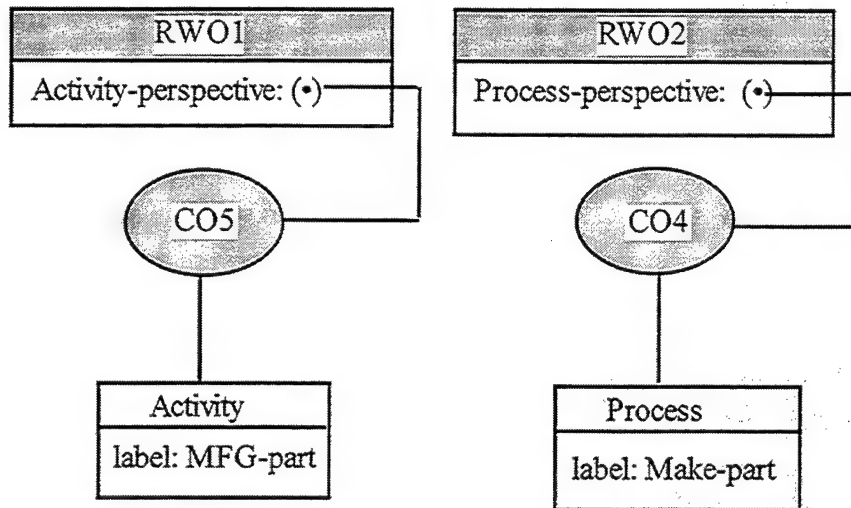 RWO1
Activity-perspective: (•)
CO5
Activity
label: MFG-part
RWO2
Process-perspective: (•)
CO4
Process
label: Make-part